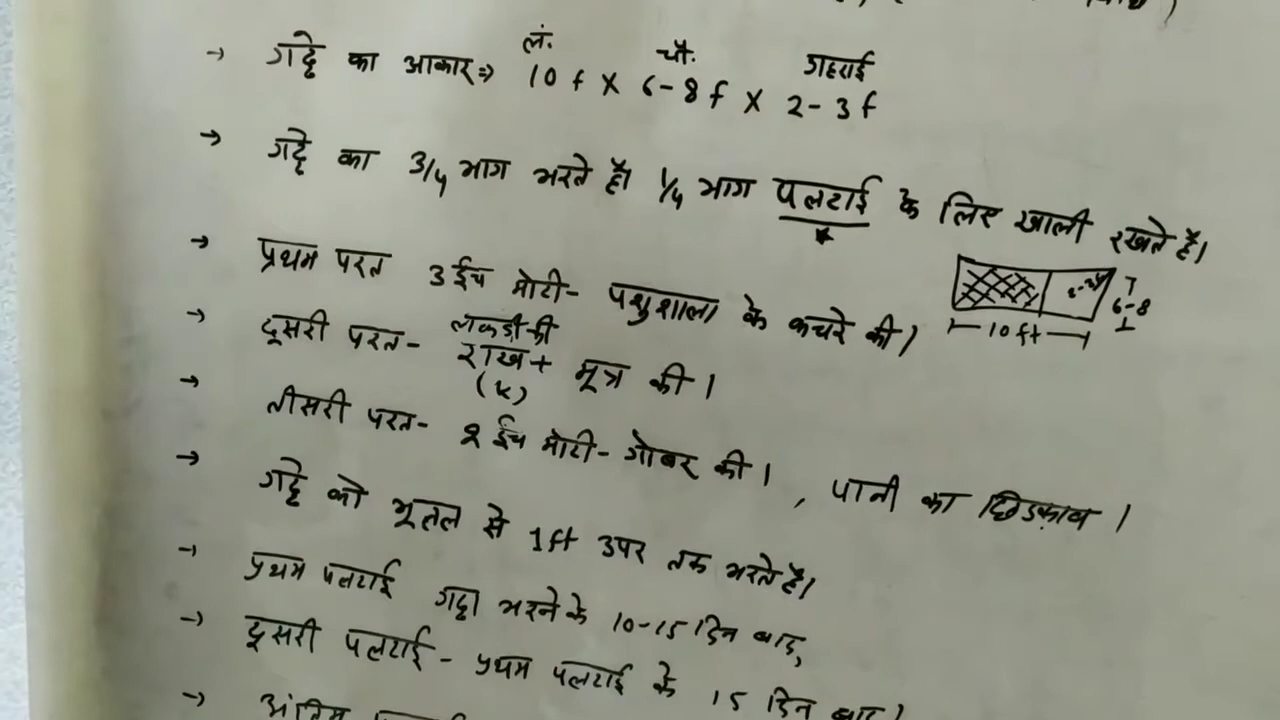 लं. चौ. गहराई
→ गड्ढे का आकार⇒ 10 f x 6-8 f x 2-3 f
→ गड्ढे का 3/4 भाग भरते है। 1/4 भाग पलटाई के लिए खाली रखते है।
→ प्रथम परत 3 ईंच मोटी- पशुशाला के कचरे की।
6-8
10 ft
लकडी की
→ दूसरी परत- राख + मूत्र की।
(K)
→ तीसरी परत- 2 ईंच मोटी- गोबर की। , पानी का छिडकाव।
→ गड्ढे को भूतल से 1ft उपर तक भरते है।
→ प्रथम पलटाई गड्ढा भरने के 10-15 दिन बाद,
→ दूसरी पलटाई - प्रथम पलटाई के 15 दिन बाद।
→ अंतिम